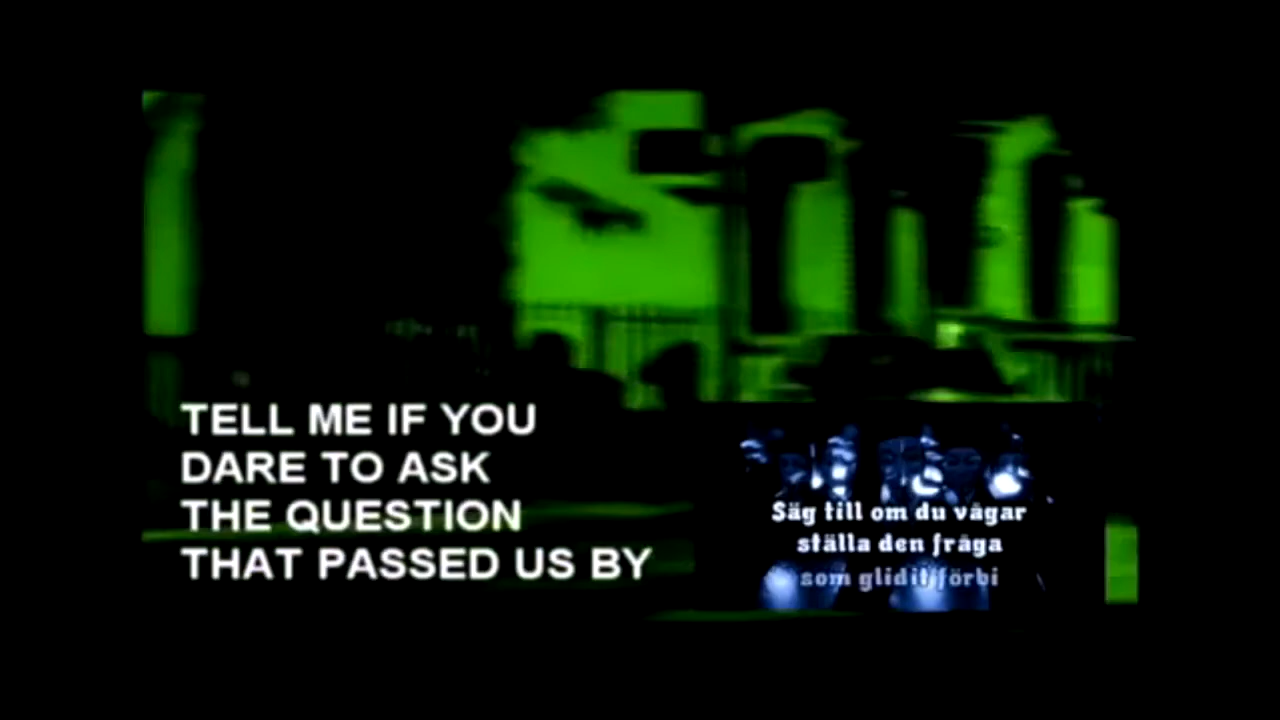 TELL ME IF YOU
DARE TO ASK
THE QUESTION
THAT PASSED US BY
Säg till om du vågar
ställa den fråga
som glidit förbi